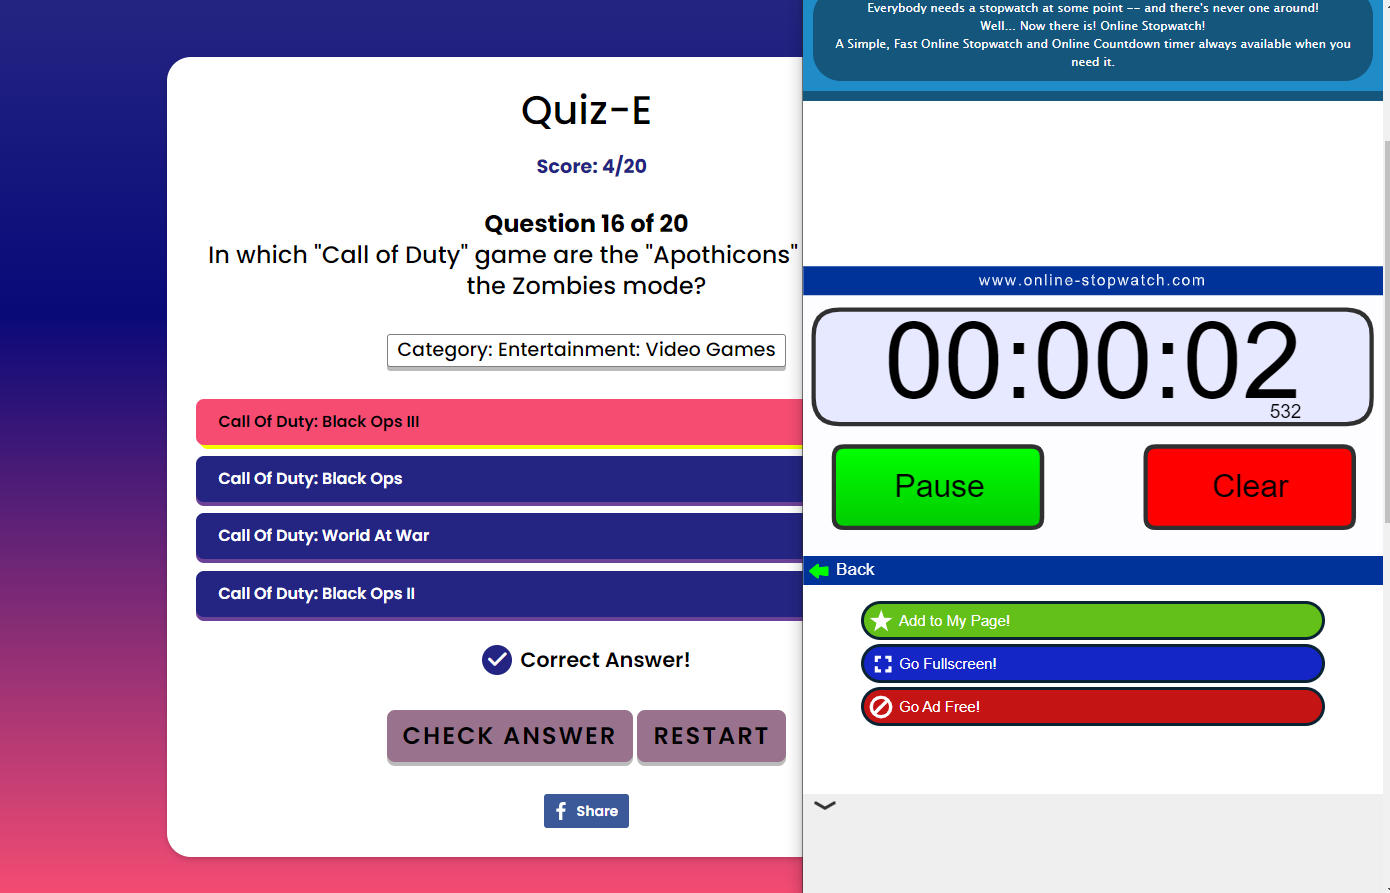 Quiz-E
Score: 4/20
Question 16 of 20
In which "Call of Duty" game are the "Apothicons"
the Zombies mode?
Category: Entertainment: Video Games
Call Of Duty: Black Ops III
Call Of Duty: Black Ops
Call Of Duty: World At War
Call Of Duty: Black Ops II
Correct Answer!
CHECK ANSWER
RESTART
Share
Everybody needs a stopwatch at some point -- and there's never one around!
Well... Now there is! Online Stopwatch!
A Simple, Fast Online Stopwatch and Online Countdown timer always available when you
need it.
www.online-stopwatch.com
00:00:02
532
Pause
Clear
Back
Add to My Page!
Go Fullscreen!
Go Ad Free!